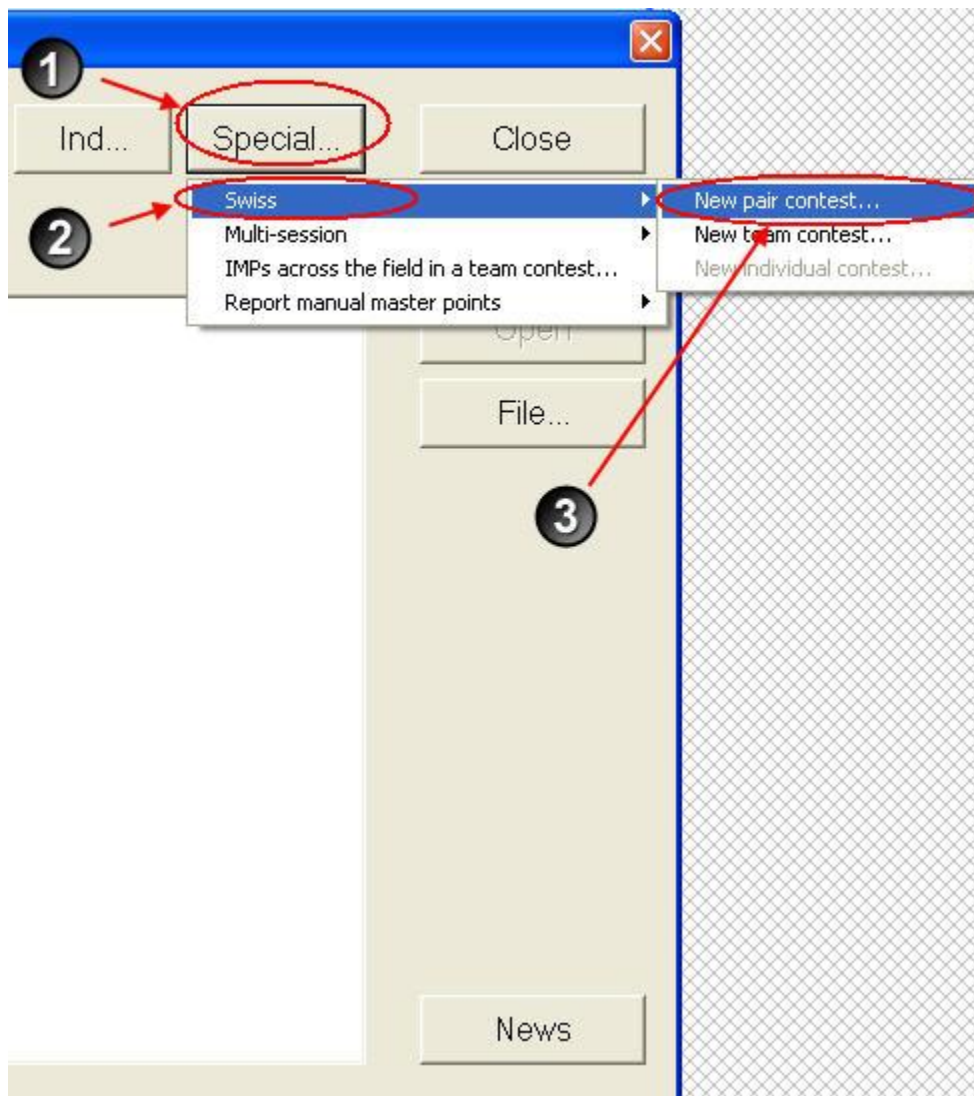 1
Ind... Special... Close
2
Swiss
Multi-session
IMPs across the field in a team contest...
Report manual master points
New pair contest...
New team contest...
New individual contest...
Open
File...
3
News